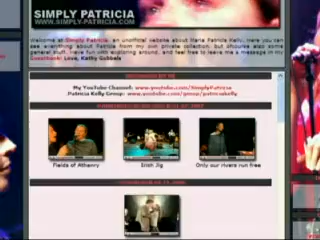 SIMPLY PATRICIA
WWW.SIMPLY-PATRICIA.COM
Welcome at Simply Patricia, an unofficial website about Maria Patricia Kelly. Here you can
see everything about Patricia from my own private collection, but ofcourse also some
general stuff. Have fun with exploring around, and feel free to leave me a message in my
Guestbook! Love, Kathy Gubbels
My YouTube Channel: www.youtube.com/SimplyPatricia
Patricia Kelly Group: www.youtube.com/group/patriciakelly
Fields of Athenry
Irish Jig
Only our rivers run free